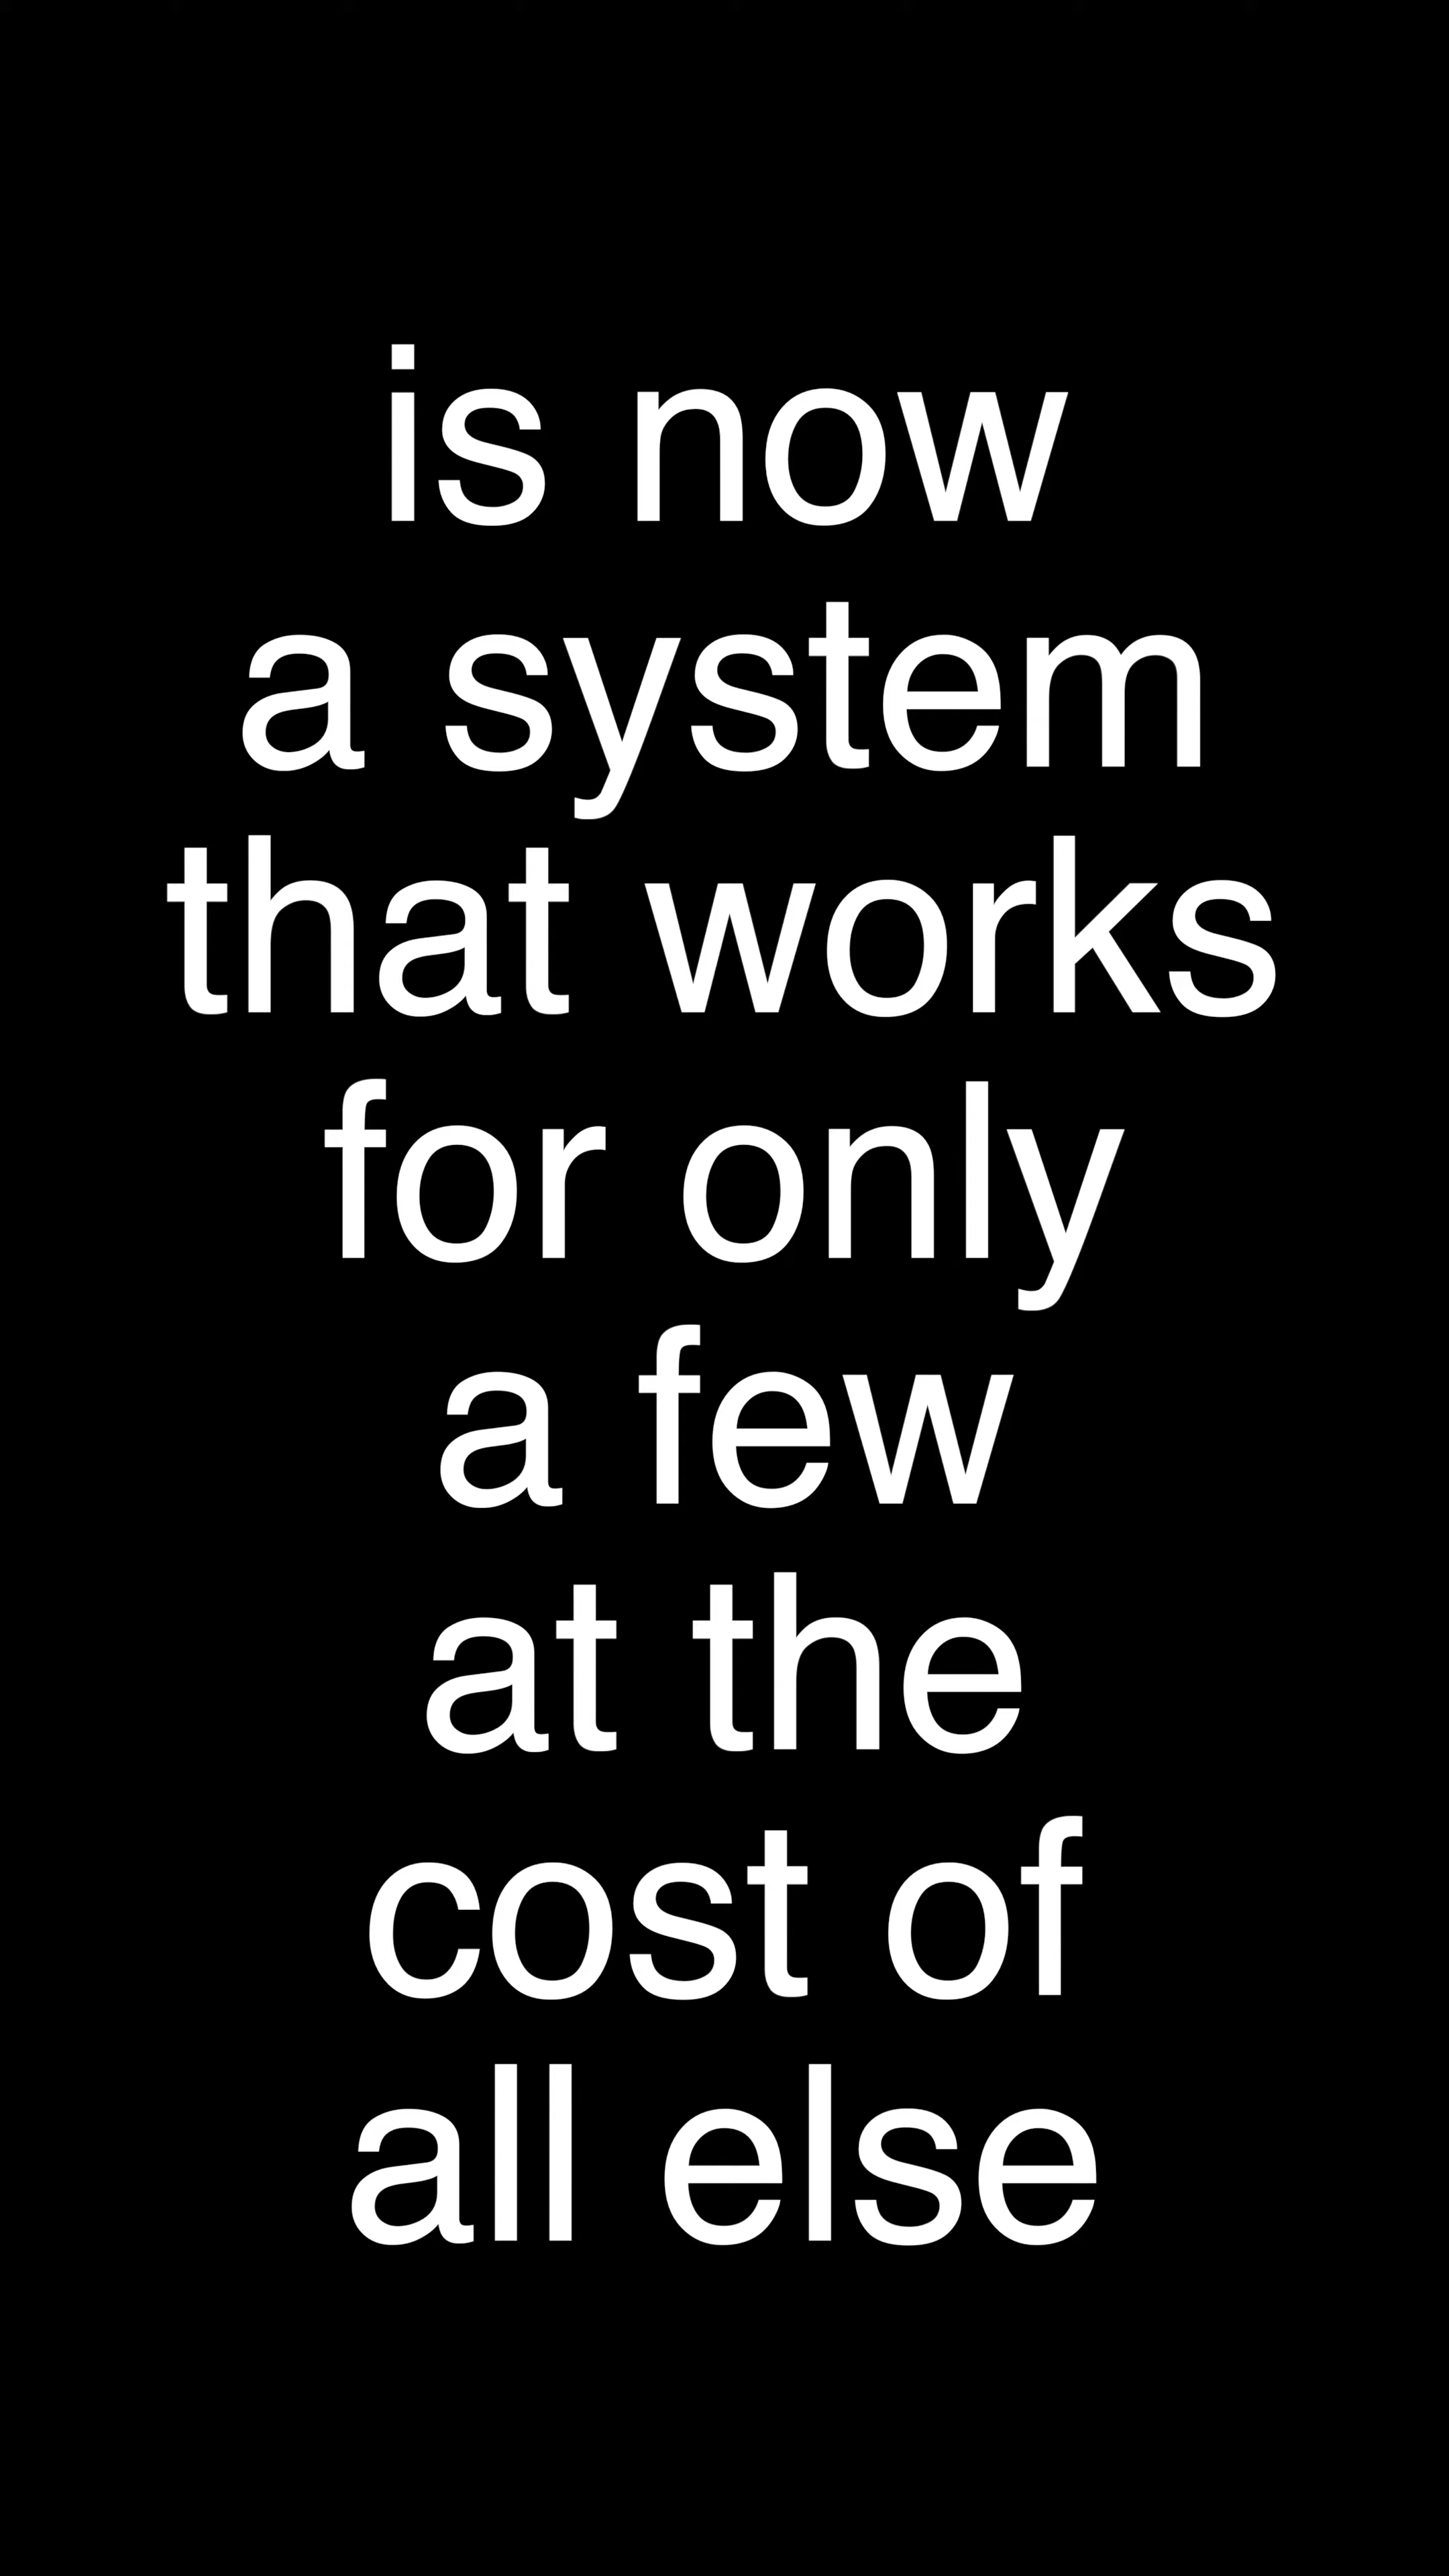 is now
a system
that works
for only
a few
at the
cost of
all else